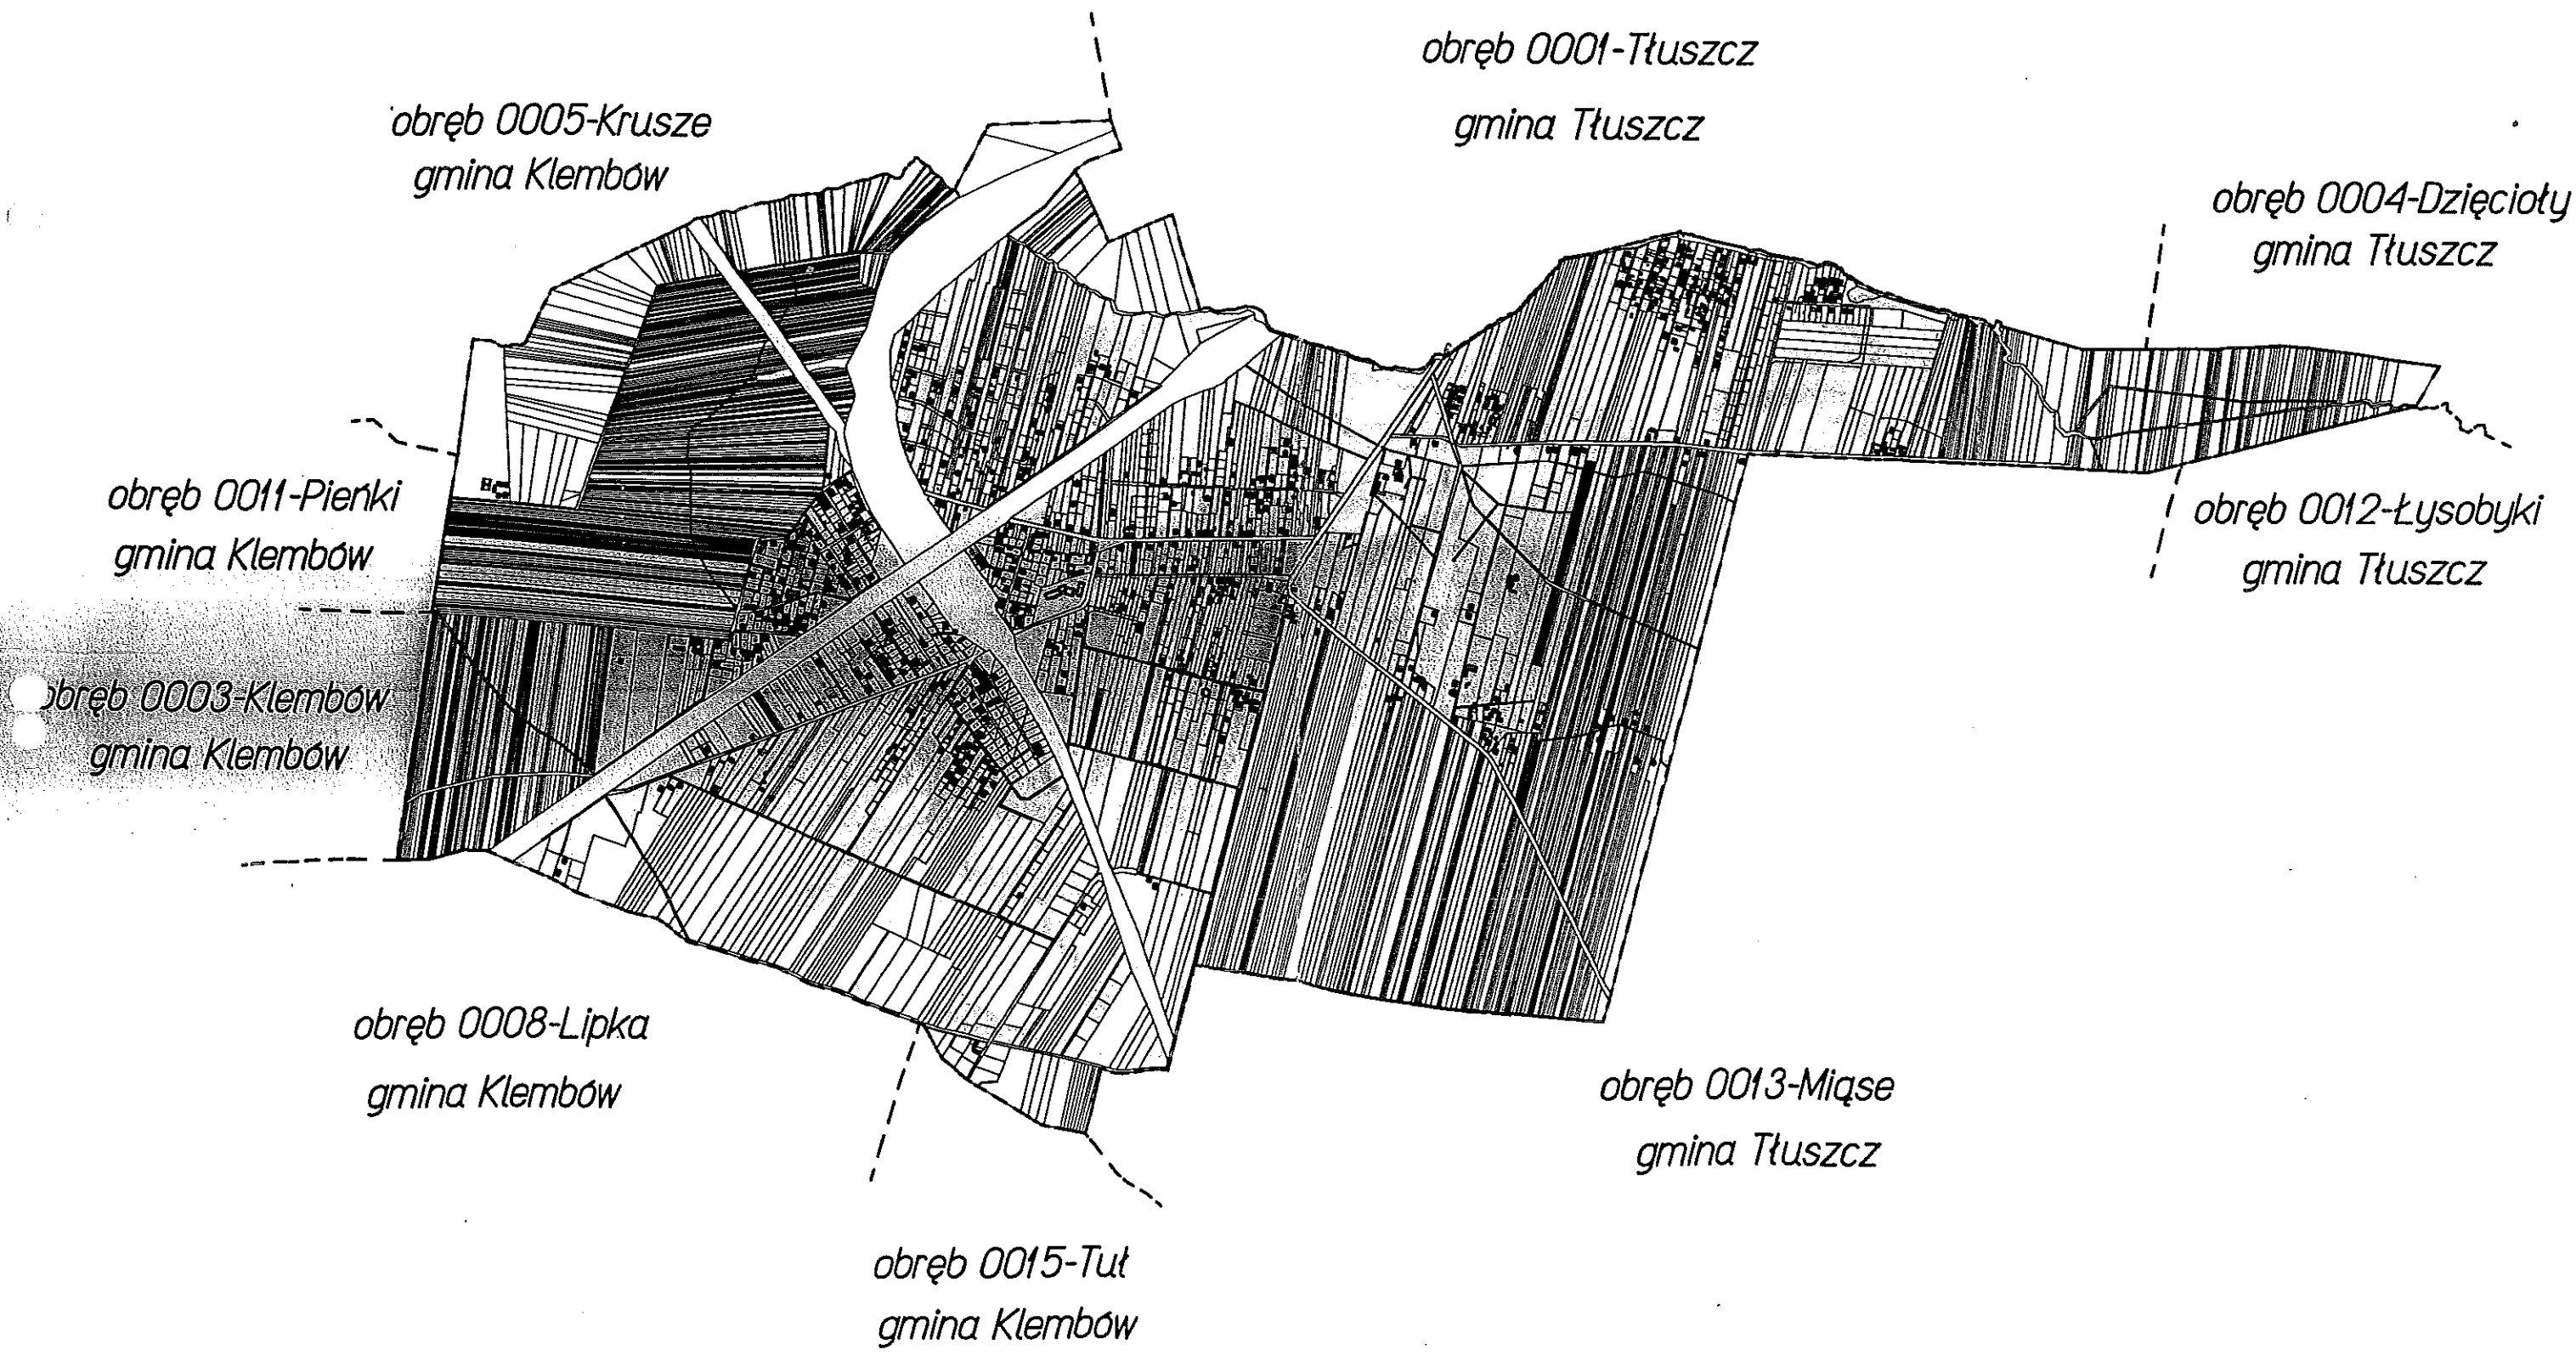 obręb 0001-Tłuszcz
gmina Tłuszcz
obręb 0005-Krusze
gmina Klembów
obręb 0004-Dzięcioły
gmina Tłuszcz
obręb 0011-Pieńki
gmina Klembów
obręb 0012-Łysobyki
gmina Tłuszcz
obręb 0003-Klembów
gmina Klembów
obręb 0008-Lipka
gmina Klembów
obręb 0013-Miąse
gmina Tłuszcz
obręb 0015-Tuł
gmina Klembów